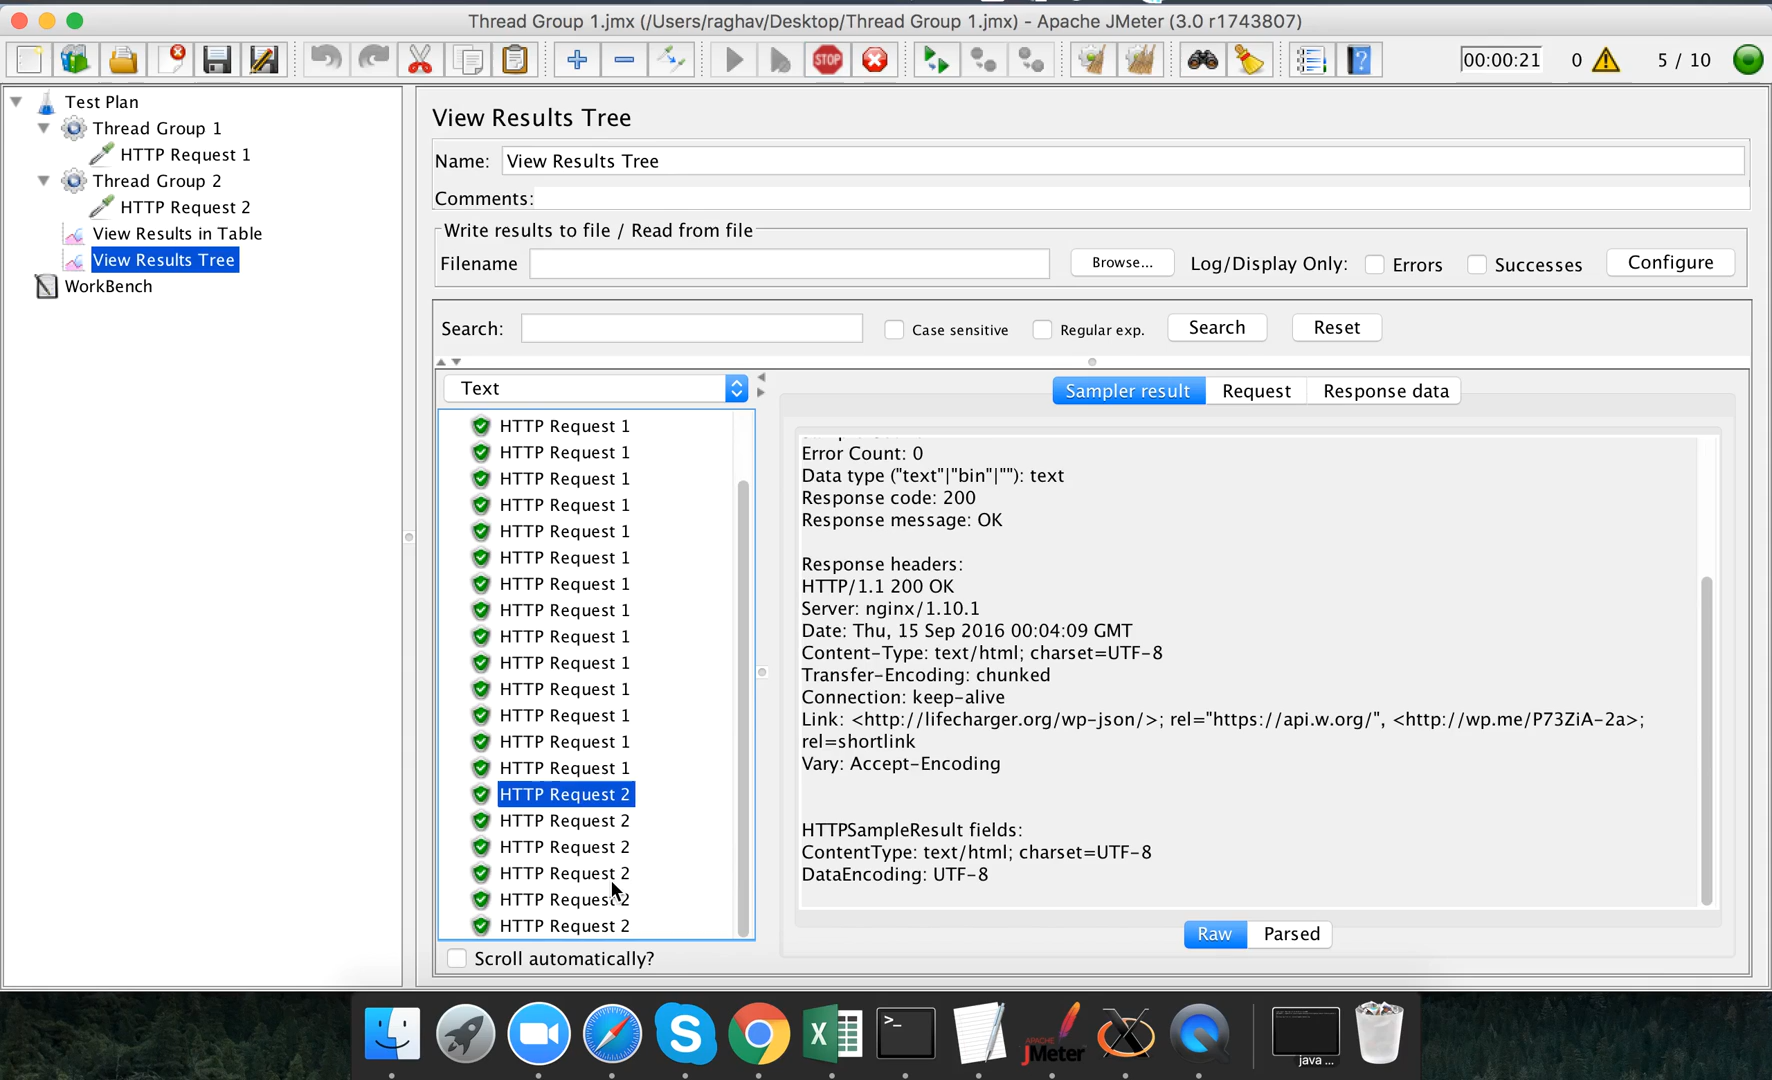 Thread Group 1.jmx (/Users/raghav/Desktop/Thread Group 1.jmx) - Apache JMeter (3.0 r1743807)
STOP
00:00:21
0
5 / 10
Test Plan
Thread Group 1
HTTP Request 1
Thread Group 2
HTTP Request 2
View Results in Table
View Results Tree
WorkBench
View Results Tree
Name: View Results Tree
Comments:
Write results to file / Read from file
Filename
Browse...
Log/Display Only:
Errors
Successes
Configure
Search:
Case sensitive
Regular exp.
Search
Reset
Text
HTTP Request 1
HTTP Request 1
HTTP Request 1
HTTP Request 1
HTTP Request 1
HTTP Request 1
HTTP Request 1
HTTP Request 1
HTTP Request 1
HTTP Request 1
HTTP Request 1
HTTP Request 1
HTTP Request 1
HTTP Request 1
HTTP Request 2
HTTP Request 2
HTTP Request 2
HTTP Request 2
HTTP Request 2
HTTP Request 2
Scroll automatically?
Sampler result
Request
Response data
Error Count: 0
Data type ("text"|"bin"|""): text
Response code: 200
Response message: OK
Response headers:
HTTP/1.1 200 OK
Server: nginx/1.10.1
Date: Thu, 15 Sep 2016 00:04:09 GMT
Content-Type: text/html; charset=UTF-8
Transfer-Encoding: chunked
Connection: keep-alive
Link: <http://lifecharger.org/wp-json/>; rel="https://api.w.org/", <http://wp.me/P73ZiA-2a>;
rel=shortlink
Vary: Accept-Encoding
HTTPSampleResult fields:
ContentType: text/html; charset=UTF-8
DataEncoding: UTF-8
Raw
Parsed
APACHE
JMeter
java ...